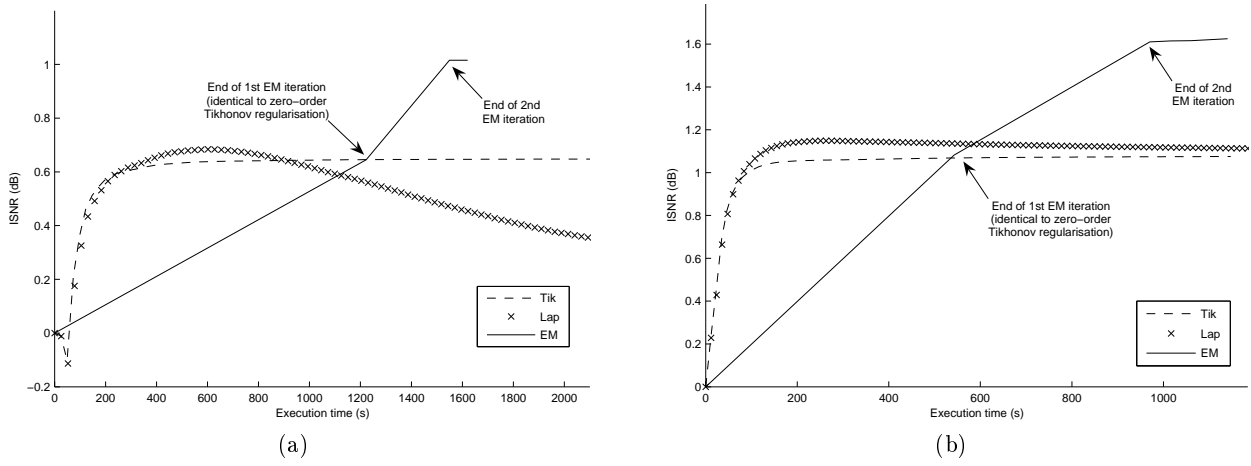 1
0.8
0.6
0.4
0.2
0
−0.2
ISNR (dB)
End of 1st EM iteration
(identical to zero−order
Tikhonov regularisation)
End of 2nd
EM iteration
Tik
Lap
EM
0 200 400 600 800 1000 1200 1400 1600 1800 2000
Execution time (s)
(a)
1.6
1.4
1.2
1
0.8
0.6
0.4
0.2
0
ISNR (dB)
End of 2nd
EM iteration
End of 1st EM iteration
(identical to zero−order
Tikhonov regularisation)
Tik
Lap
EM
0 200 400 600 800 1000
Execution time (s)
(b)